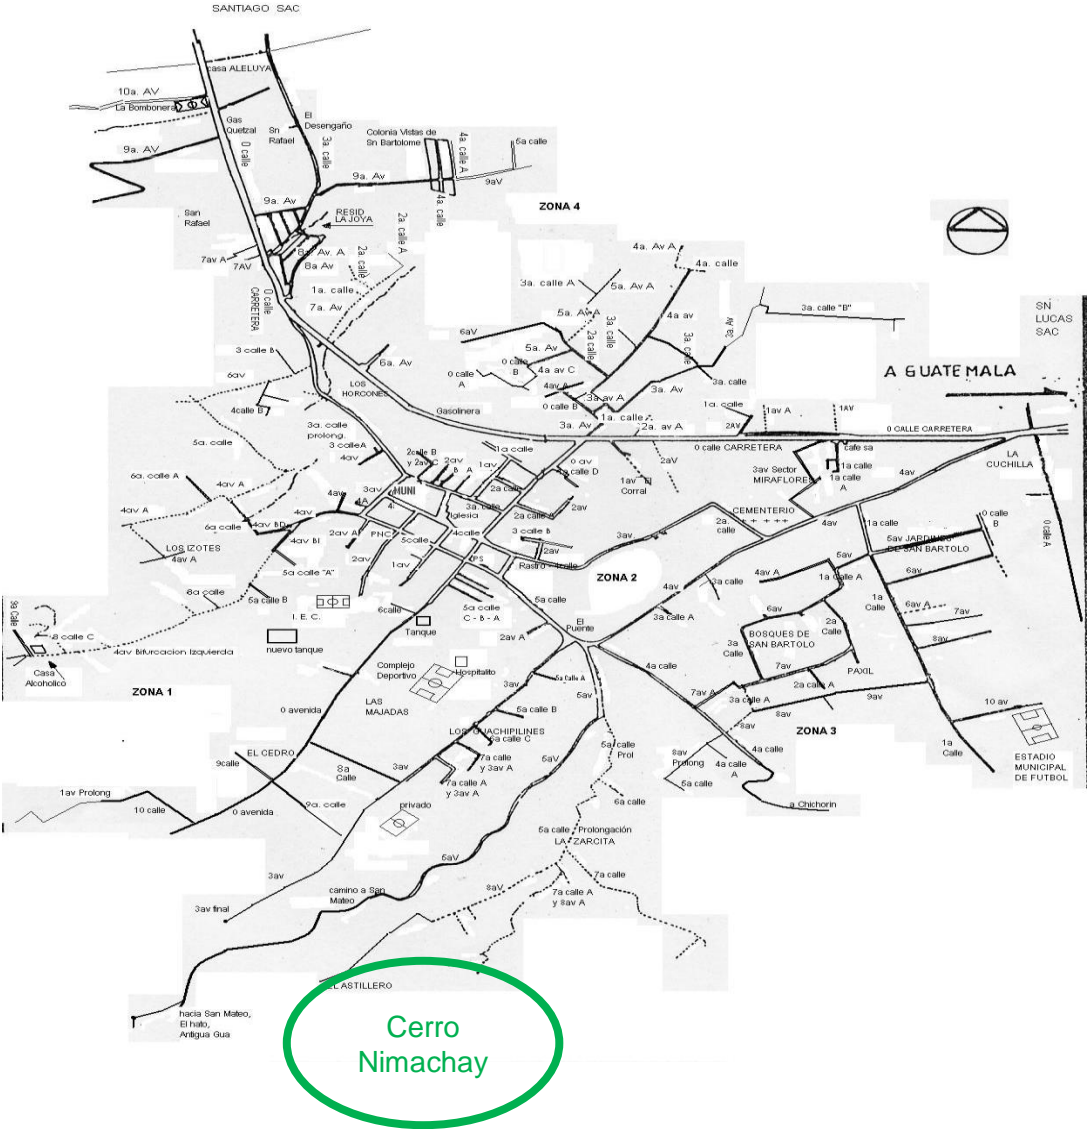 SANTIAGO SAC
casa ALELUYA
10a. AV
La Bombonera
Gas
Quetzal
Sn
Rafael
El
Desengaño
0 calle
3a. calle
Colonia Vistas de
Sn Bartolome
4a. calle A
5a calle
9a. AV
9a. Av
9aV
4a. calle
ZONA 4
9a. Av
San
Rafael
RESID
LA JOYA
2a. calle A
2a. calle
8a. Av. A
8a Av
7av A
7AV
1a. calle
7a. Av
0 calle
CARRETERA
4a. Av A
4a. calle
3a. calle A
5a. Av A
5a. Av A
3a. calle
4a av
3a. Av
3a. calle "B"
SN
LUCAS
SAC
6aV
5a. Av
2a calle
3a. calle
3 calle B
6a. Av
0 calle
B
0 calle
A
4a av C
4av A
3a. calle
A GUATEMALA
6av
LOS
HORCONES
3a. Av
3a av A
0 calle B
1a. calle
1av A
1AV
4calle B
Gasolinera
1a. calle
3a. Av
2a. av A
2AV
0 CALLE CARRETERA
3a. calle
prolong.
3 calleA
4av
5a. calle
2calle B
y 2av C
2av
B A
1av
1a calle
0 av
calle D
2aV
0 calle CARRETERA
cafe sa
LA
CUCHILLA
3av Sector
MIRAFLORES
1a calle
1a calle
A
4av
6a. calle A
4av A
3av
MUNI
4av
2a calle
1av El
Corral
4av A
6a calle
4av BD
4A
3a. calle
Iglesia
2a calle A
2av
CEMENTERIO
+ + + +
2a.
calle
0 calle
B
0 calle A
LOS IZOTES
4av A
4av BI
2av A
PNC
5calle
4calle
3 calle B
2av
3av
4av
1a calle
5av JARDINES
DE SAN BARTOLO
5a calle "A"
2av
1av
PS
Rastro - 4calle
ZONA 2
4av
3a calle
4av A
5av
1a Calle A
6av
8a calle
5a calle B
I. E. C.
6calle
5a calle
C - B - A
5a calle
3a calle A
6av
1a
Calle
6av A
7av
9a Calle
8 calle C
Tanque
2av A
El
Puente
2a
Calle
8av
BOSQUES DE
SAN BARTOLO
3a
Calle
nuevo tanque
4av Bifurcacion Izquierda
Casa
Alcoholico
Complejo
Deportivo
Hospitalito
5a Calle A
4a calle
7av
PAXIL
ZONA 1
3av
5av
7av A
2a calle A
3a calle A
9av
10 av
LAS
MAJADAS
0 avenida
5a calle B
8av
8av
ZONA 3
LOS GUACHIPILINES
6a calle C
5a calle
Prol
8av
Prolong
4a calle
1a
Calle
ESTADIO
MUNICIPAL
DE FUTBOL
EL CEDRO
9calle
8a
Calle
3av
7a calle
y 3av A
5aV
4a calle
A
5a calle
1av Prolong
10 calle
0 avenida
9a. calle
7a calle A
y 3av A
privado
6a calle
a Chichorin
5a calle Prolongación
LA ZARCITA
5aV
3av
camino a San
Mateo
8aV
7a calle A
y 8av A
7a calle
3av final
EL ASTILLERO
hacia San Mateo,
El hato,
Antigua Gua
Cerro
Nimachay